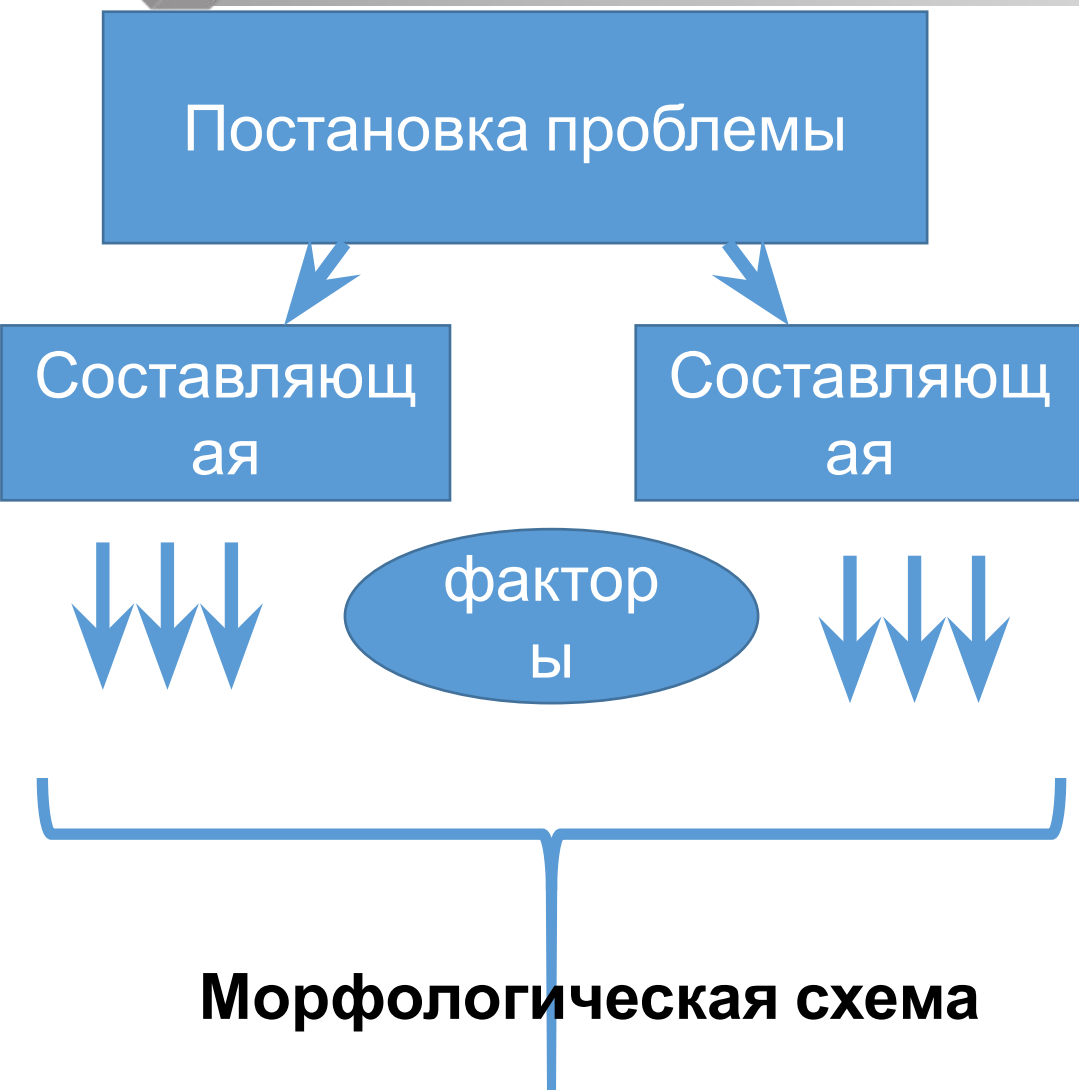 Постановка проблемы
Составляющ
ая
Составляющ
ая
фактор
ы
Морфологическая схема